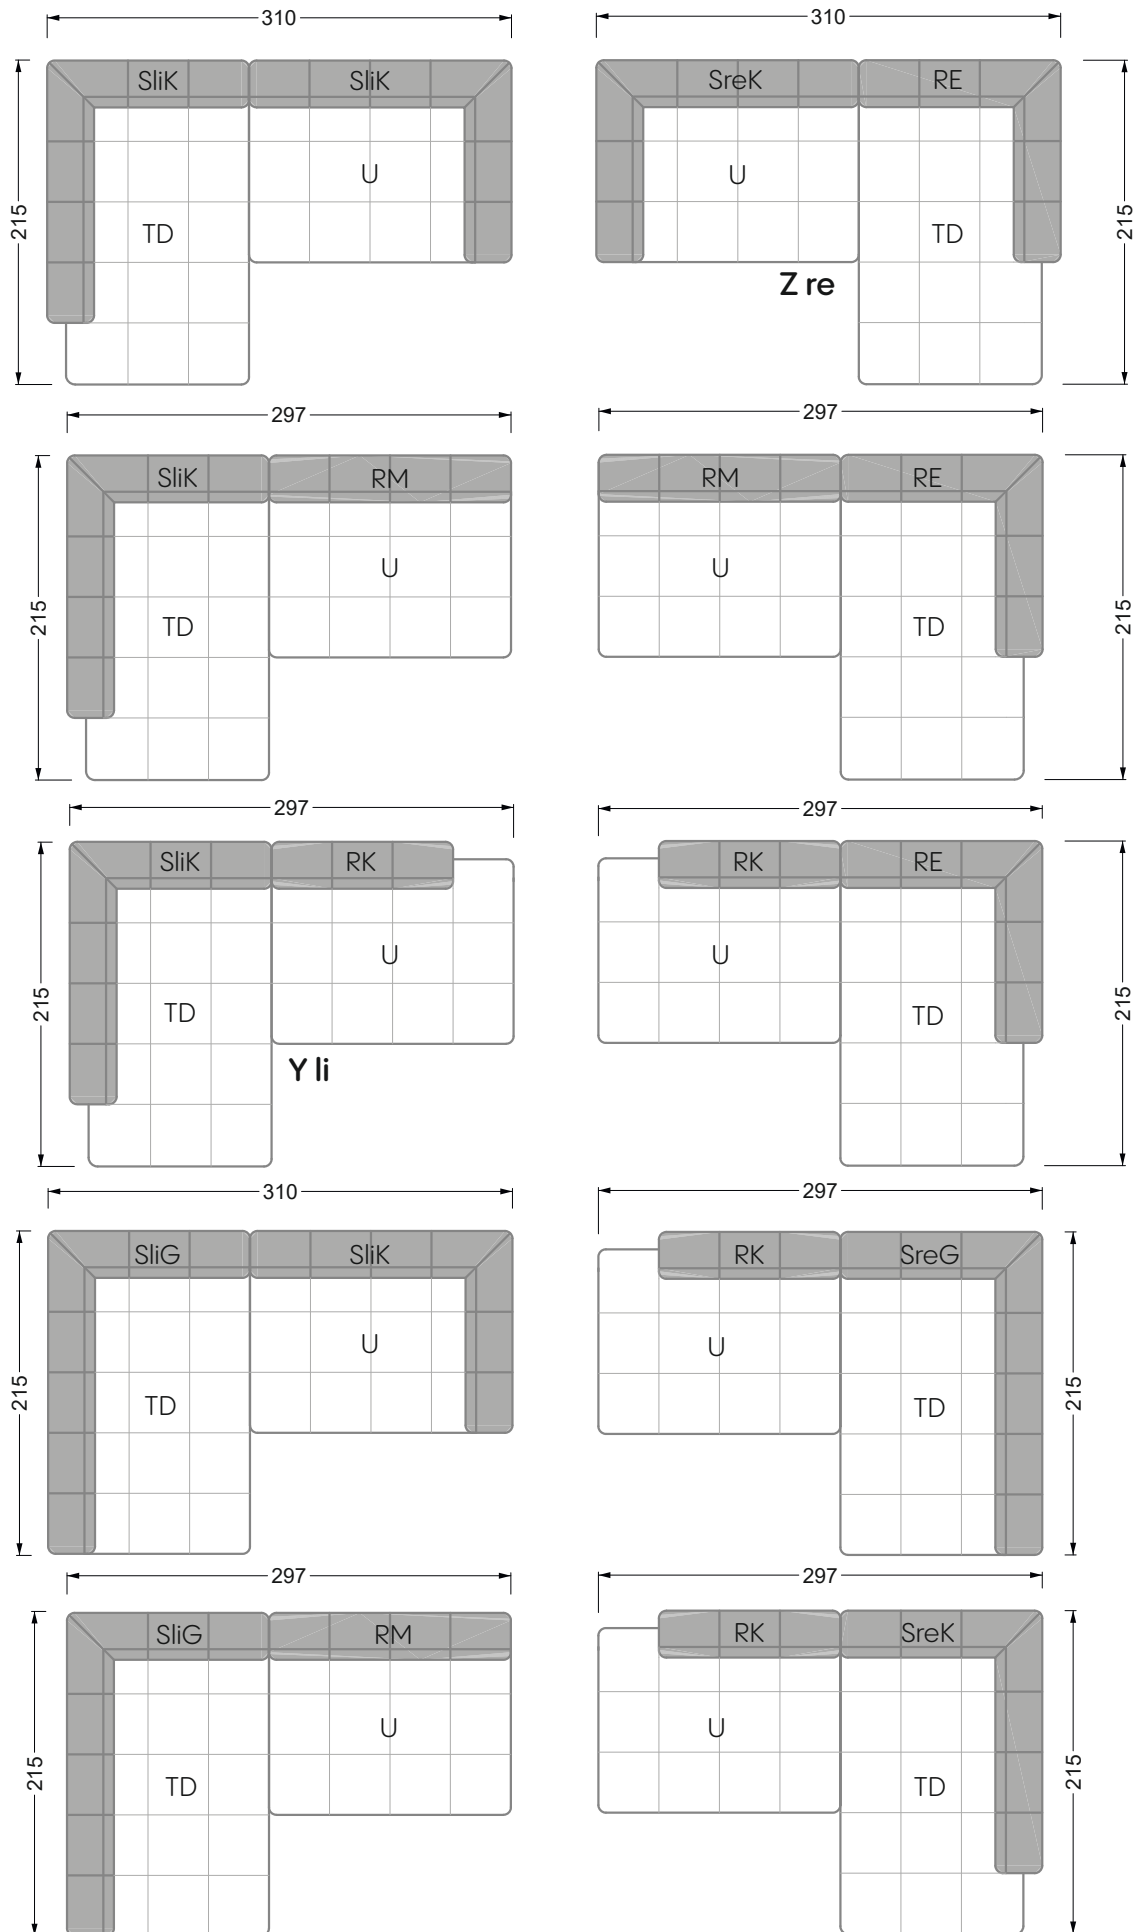 310
310
SliK SliK
SreK RE
U
U
215
TD
TD
215
Z re
297
297
SliK RM
RM RE
U
U
215
TD
TD
215
297
297
SliK RK
RK RE
U
U
215
TD
TD
215
Y li
310
297
SliG SliK
RK SreG
U
U
215
TD
TD
215
297
297
SliG RM
RK SreK
U
U
215
TD
TD
215